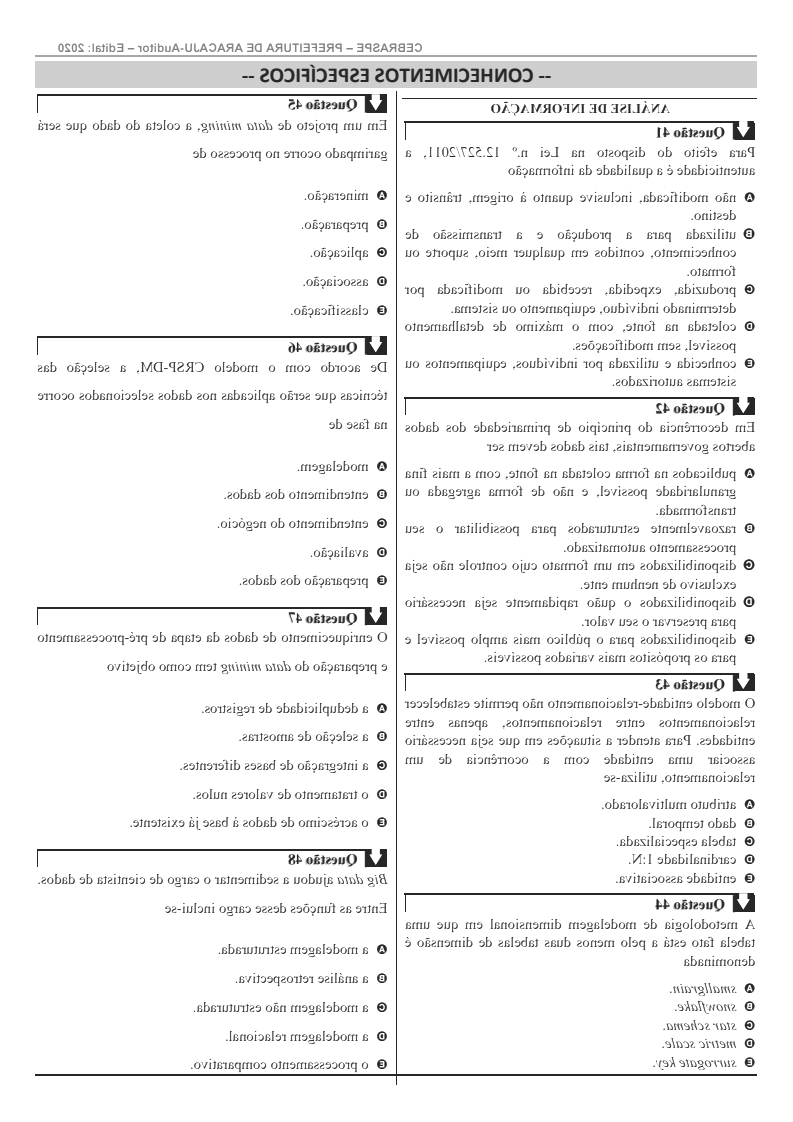 CEBRASPE – PREFEITURA DE ARACAJU-Auditor – Edital: 2020
-- CONHECIMENTOS ESPECÍFICOS --
ANÁLISE DE INFORMAÇÃO
Questão 41
Para efeito do disposto na Lei n.º 12.527/2011, a
autenticidade é a qualidade da informação
A não modificada, inclusive quanto à origem, trânsito e
destino.
B utilizada para a produção e a transmissão de
conhecimento, contidos em qualquer meio, suporte ou
formato.
C produzida, expedida, recebida ou modificada por
determinado indivíduo, equipamento ou sistema.
D coletada na fonte, com o máximo de detalhamento
possível, sem modificações.
E conhecida e utilizada por indivíduos, equipamentos ou
sistemas autorizados.
Questão 42
Em decorrência do princípio de primariedade dos dados
abertos governamentais, tais dados devem ser
A publicados na forma coletada na fonte, com a mais fina
granularidade possível, e não de forma agregada ou
transformada.
B razoavelmente estruturados para possibilitar o seu
processamento automatizado.
C disponibilizados em um formato cujo controle não seja
exclusivo de nenhum ente.
D disponibilizados o quão rapidamente seja necessário
para preservar o seu valor.
E disponibilizados para o público mais amplo possível e
para os propósitos mais variados possíveis.
Questão 43
O modelo entidade-relacionamento não permite estabelecer
relacionamentos entre relacionamentos, apenas entre
entidades. Para atender a situações em que seja necessário
associar uma entidade com a ocorrência de um
relacionamento, utiliza-se
A atributo multivalorado.
B dado temporal.
C tabela especializada.
D cardinalidade 1:N.
E entidade associativa.
Questão 44
A metodologia de modelagem dimensional em que uma
tabela fato está a pelo menos duas tabelas de dimensão é
denominada
A smallgrain.
B snowflake.
C star schema.
D metric scale.
E surrogate key.
Questão 45
Em um projeto de data mining, a coleta do dado que será
garimpado ocorre no processo de
A mineração.
B preparação.
C aplicação.
D associação.
E classificação.
Questão 46
De acordo com o modelo CRSP-DM, a seleção das
técnicas que serão aplicadas nos dados selecionados ocorre
na fase de
A modelagem.
B entendimento dos dados.
C entendimento do negócio.
D avaliação.
E preparação dos dados.
Questão 47
O enriquecimento de dados da etapa de pré-processamento
e preparação do data mining tem como objetivo
A a deduplicidade de registros.
B a seleção de amostras.
C a integração de bases diferentes.
D o tratamento de valores nulos.
E o acréscimo de dados à base já existente.
Questão 48
Big data ajudou a sedimentar o cargo de cientista de dados.
Entre as funções desse cargo inclui-se
A a modelagem estruturada.
B a análise retrospectiva.
C a modelagem não estruturada.
D a modelagem relacional.
E o processamento comparativo.